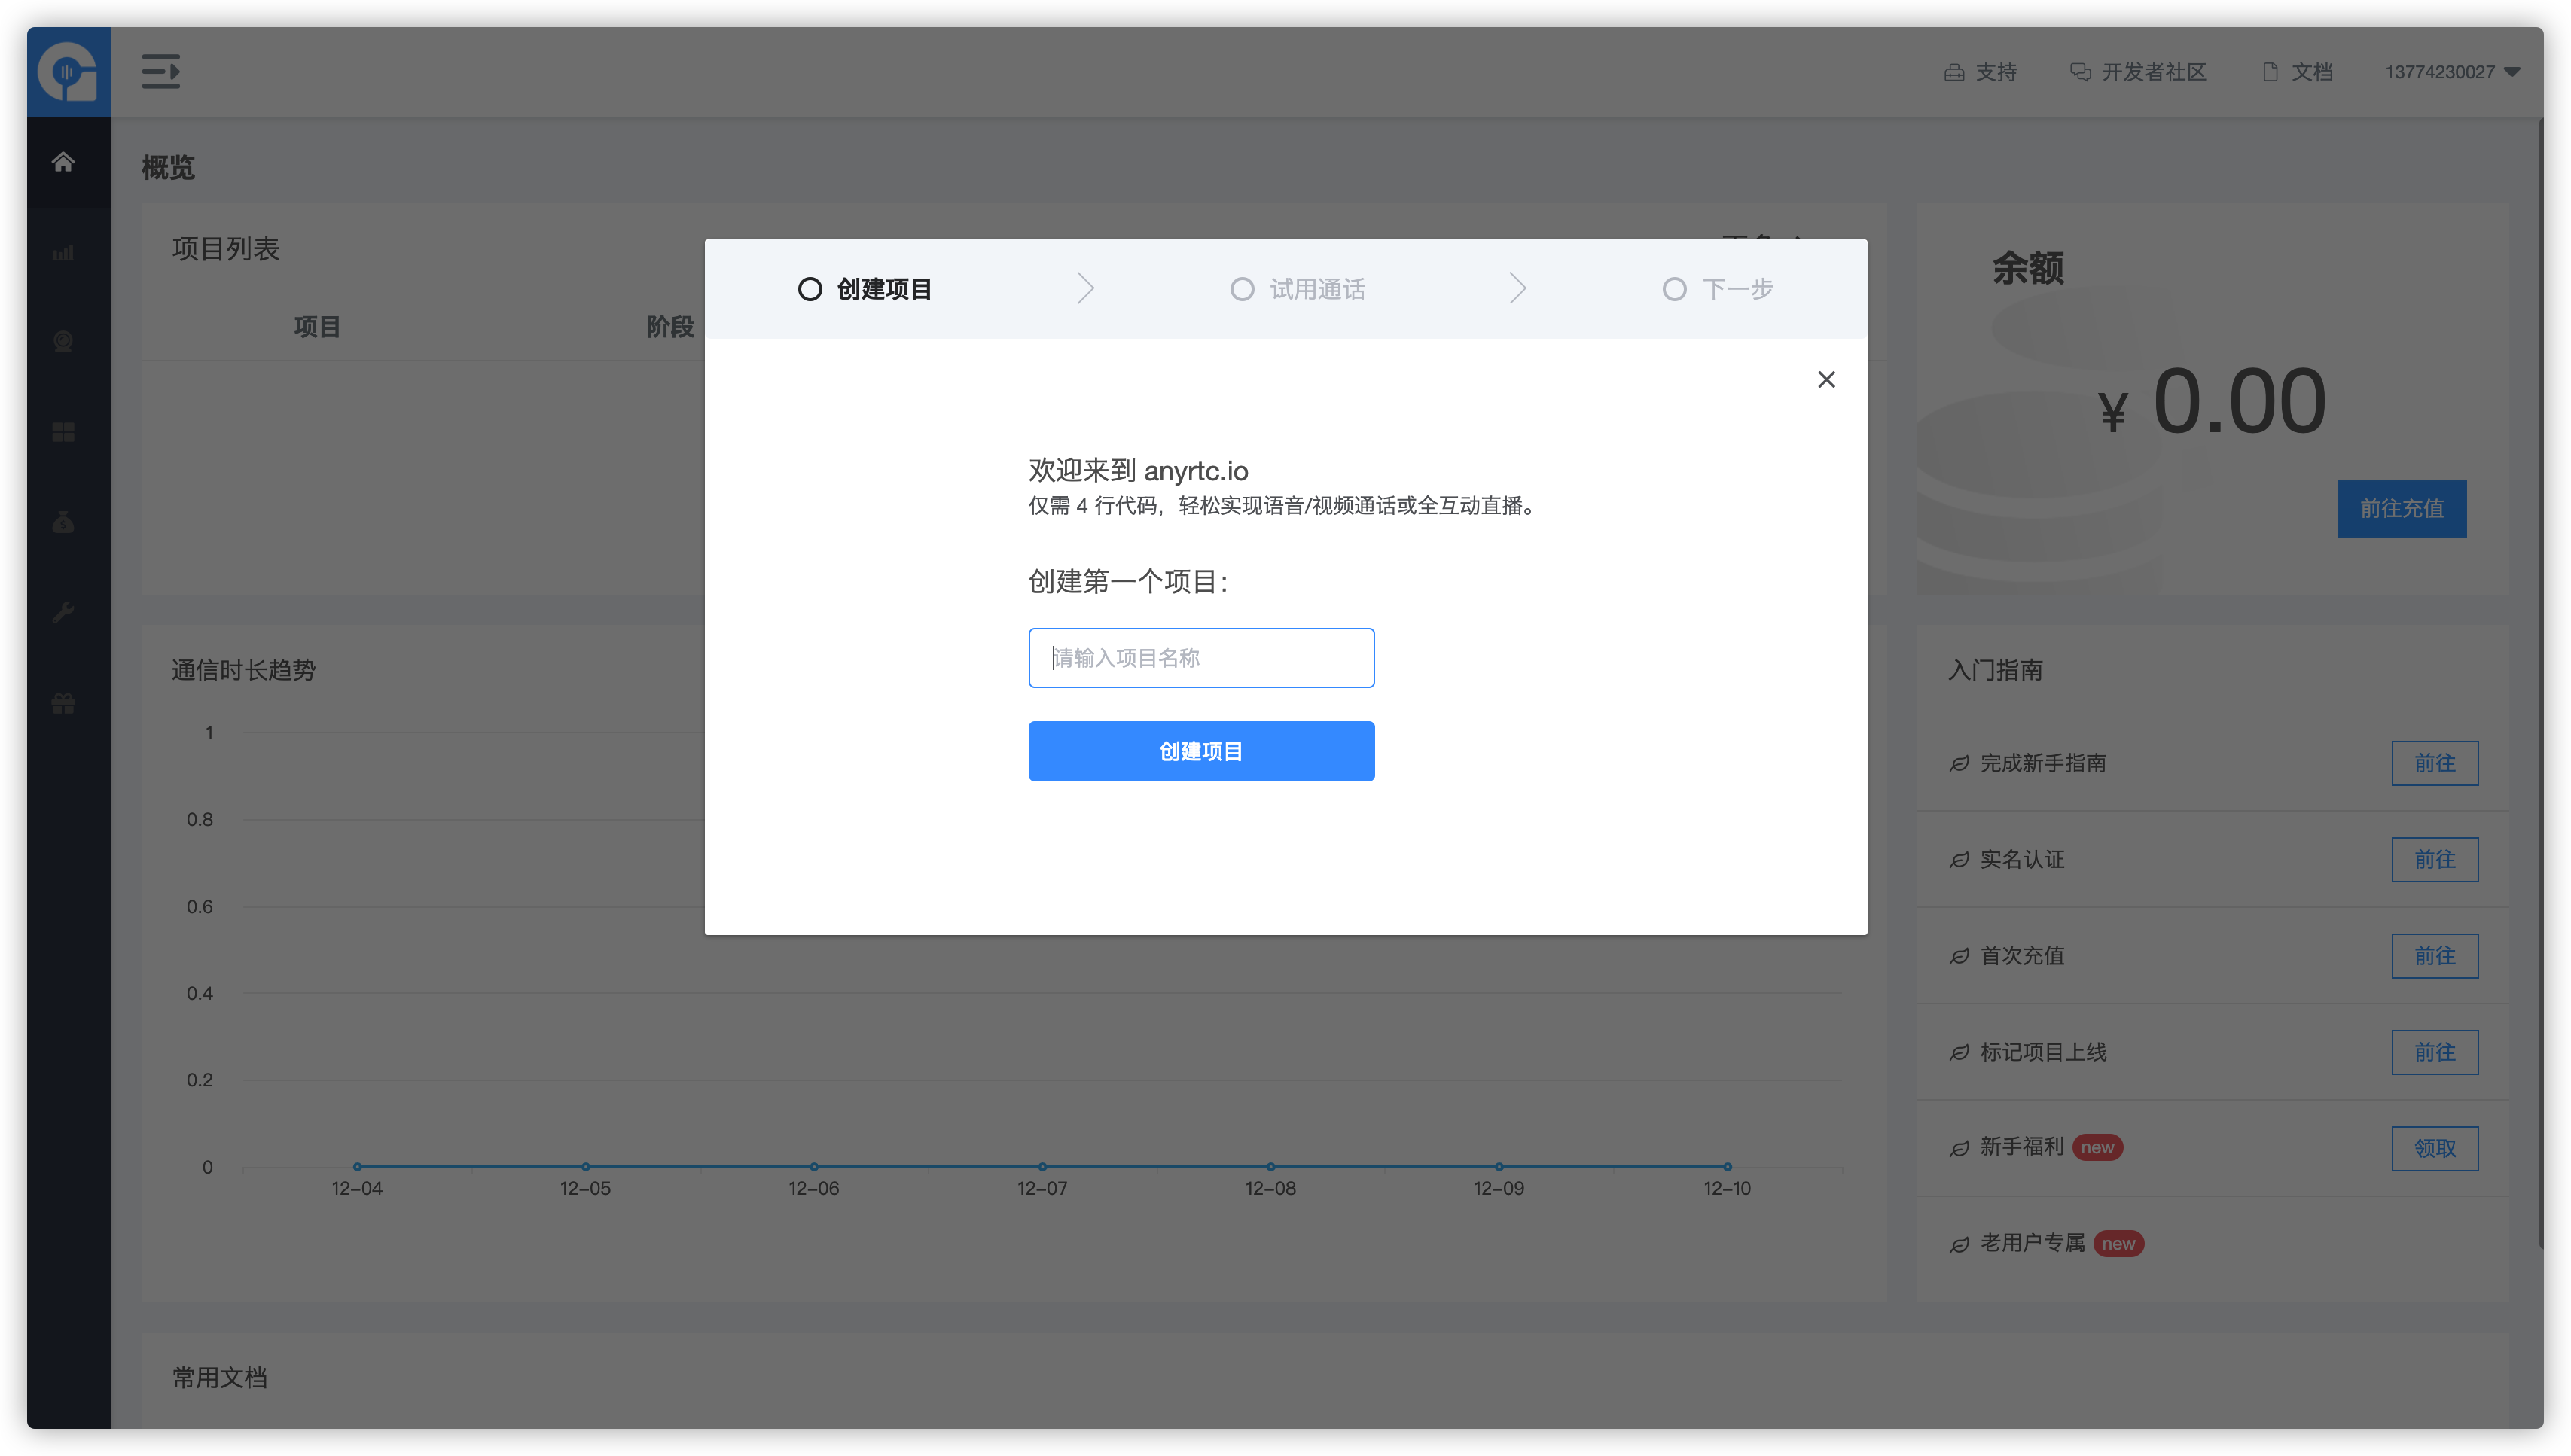 支持 开发者社区 文档 13774230027
概览
项目列表
项目 阶段
创建项目 试用通话 下一步
欢迎来到 anyrtc.io
仅需 4 行代码，轻松实现语音/视频通话或全互动直播。
创建第一个项目：
请输入项目名称
创建项目
余额
¥ 0.00
前往充值
通信时长趋势
1
0.8
0.6
0.4
0.2
0
12-04 12-05 12-06 12-07 12-08 12-09 12-10
入门指南
完成新手指南 前往
实名认证 前往
首次充值 前往
标记项目上线 前往
新手福利 new 领取
老用户专属 new
常用文档